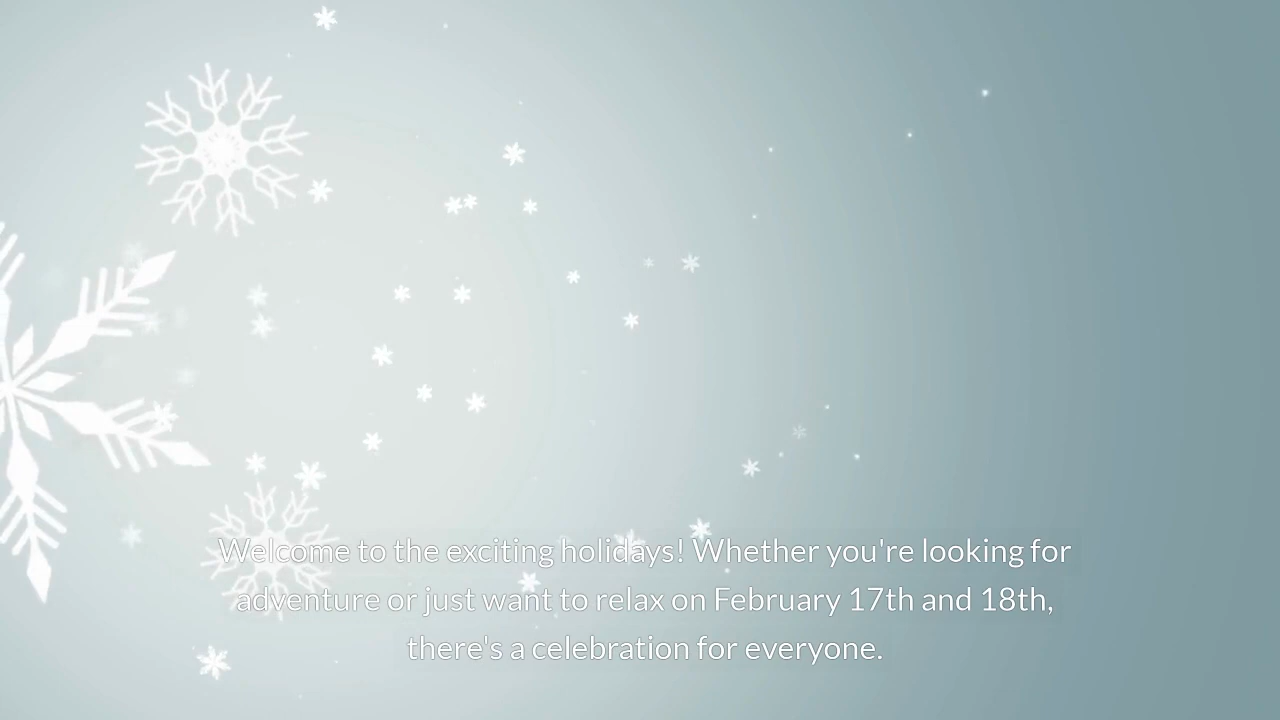 Welcome to the exciting holidays! Whether you're looking for
adventure or just want to relax on February 17th and 18th,
there's a celebration for everyone.